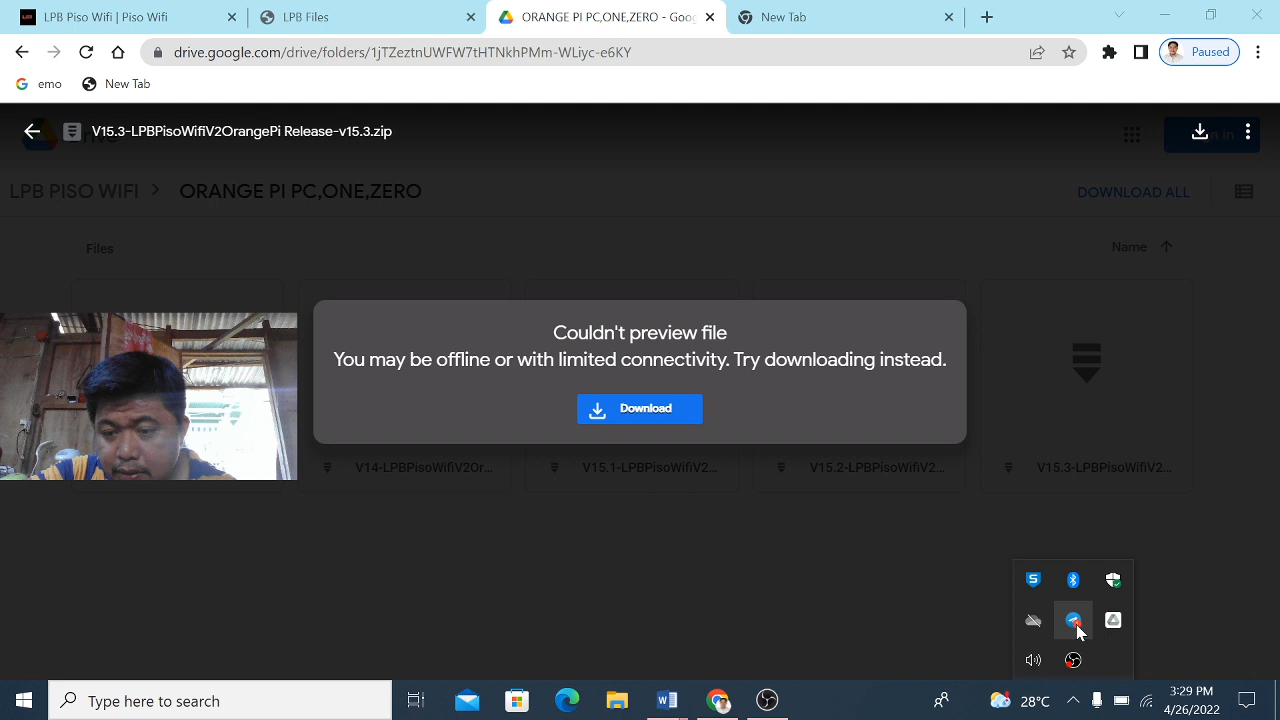 LPB Piso Wifi | Piso Wifi
LPB Files
ORANGE PI PC,ONE,ZERO - Goo
New Tab
drive.google.com/drive/folders/1jTZeztnUWFW7tHTNkhPMm-WLiyc-e6KY
Paused
emo
New Tab
V15.3-LPBPisoWifiV2OrangePi Release-v15.3.zip
LPB PISO WIFI > ORANGE PI PC,ONE,ZERO
DOWNLOAD ALL
Files
Name
Couldn't preview file
You may be offline or with limited connectivity. Try downloading instead.
Download
V14-LPBPisoWifiV2Or...
V15.1-LPBPisoWifiV2...
V15.2-LPBPisoWifiV2...
V15.3-LPBPisoWifiV2...
Type here to search
28°C
3:29 PM
4/26/2022